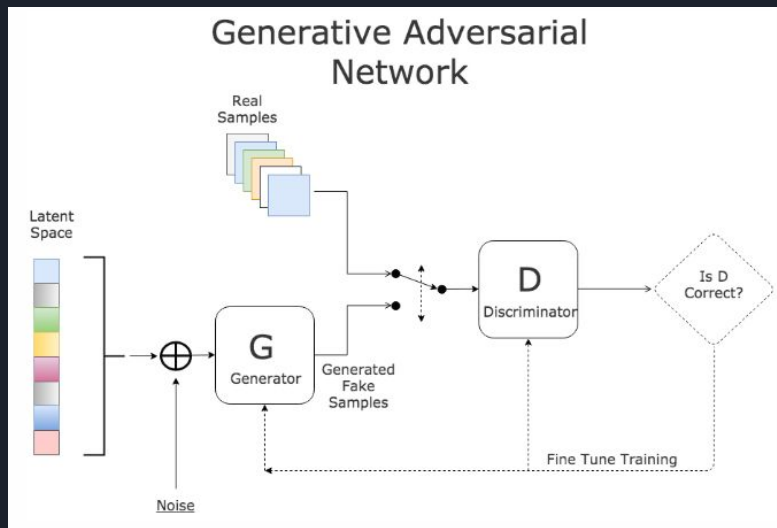 Generative Adversarial
Network
Real
Samples
Latent
Space
D
Discriminator
Is D
Correct?
G
Generator
Generated
Fake
Samples
Fine Tune Training
Noise